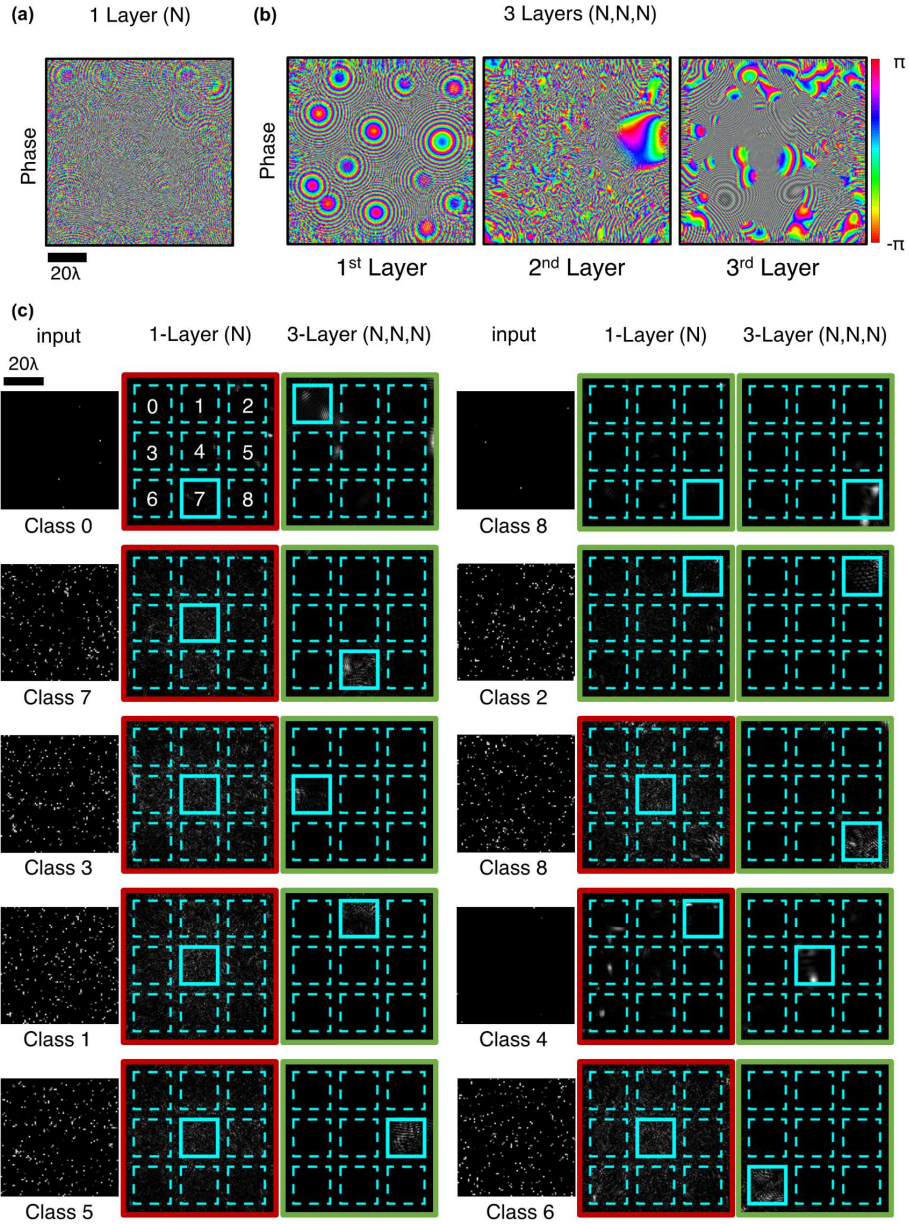 (a)
1 Layer (N)
Phase
20λ
(b)
3 Layers (N,N,N)
Phase
π
-π
1st Layer
2nd Layer
3rd Layer
(c)
input
1-Layer (N)
3-Layer (N,N,N)
input
1-Layer (N)
3-Layer (N,N,N)
20λ
0 1 2
3 4 5
6 7 8
Class 0
Class 8
Class 7
Class 2
Class 3
Class 8
Class 1
Class 4
Class 5
Class 6